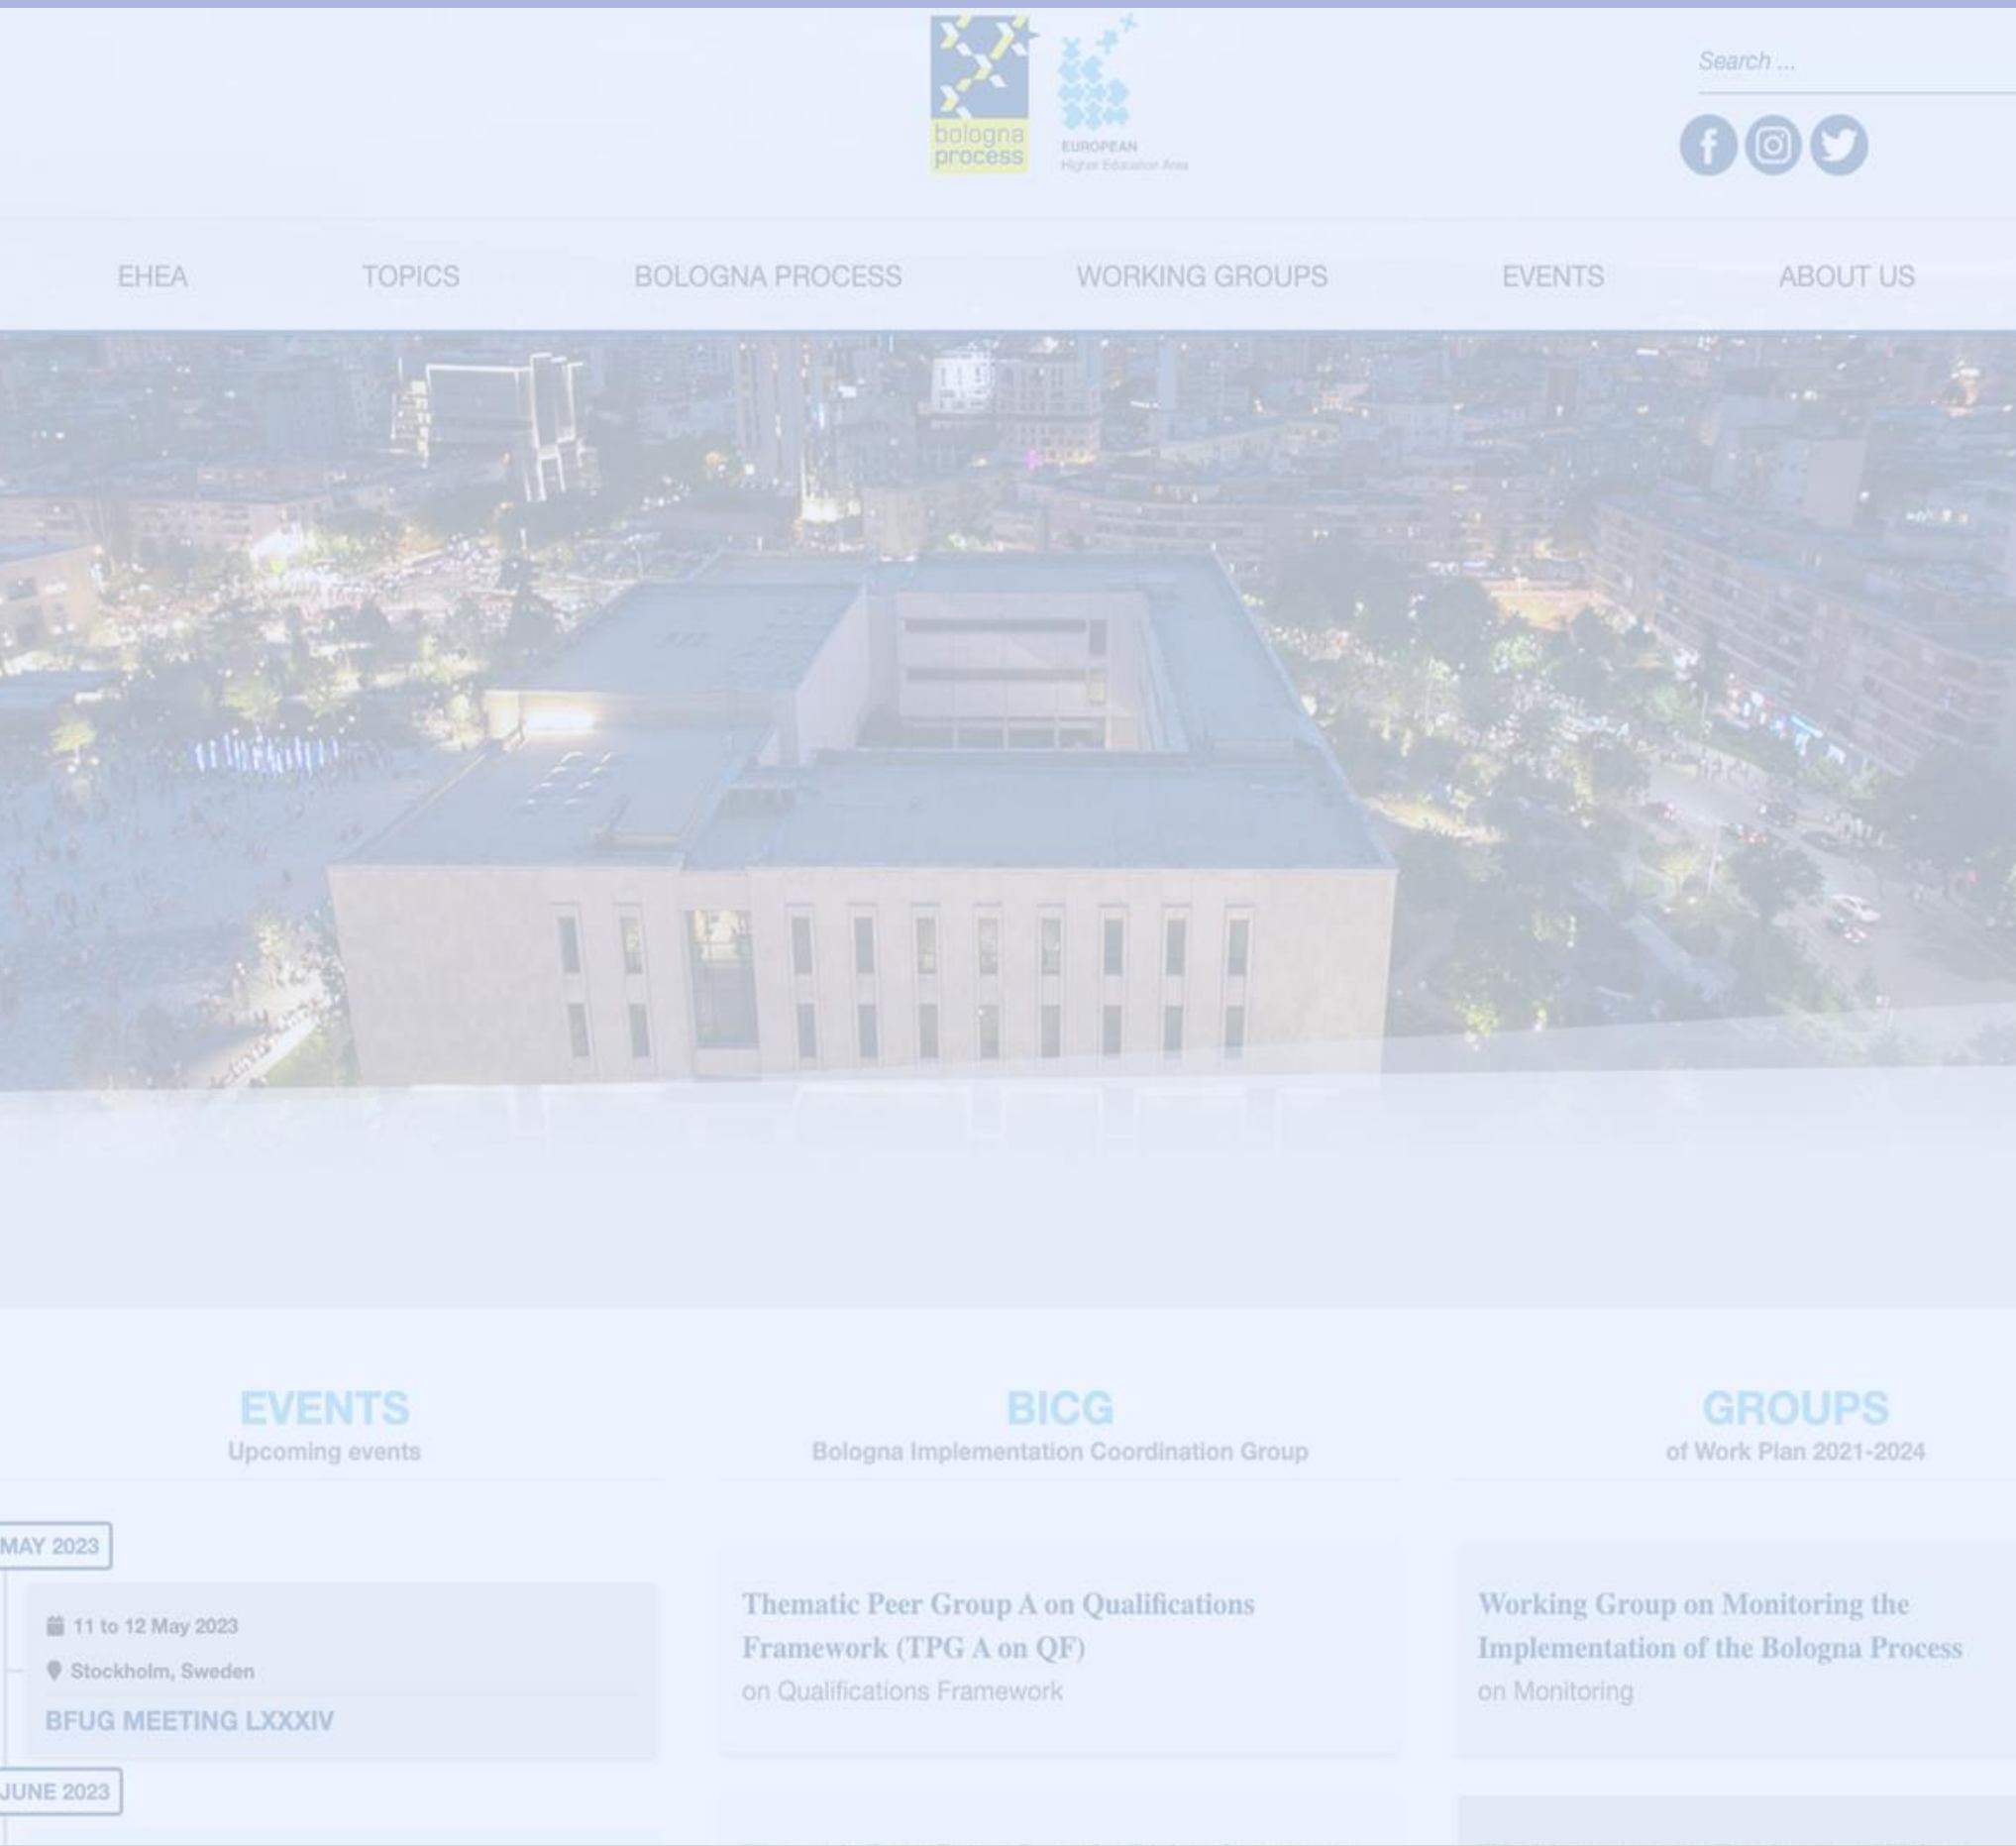 bologna
process
EUROPEAN
Higher Education Area
Search ...
EHEA
TOPICS
BOLOGNA PROCESS
WORKING GROUPS
EVENTS
ABOUT US
EVENTS
Upcoming events
MAY 2023
11 to 12 May 2023
Stockholm, Sweden
BFUG MEETING LXXXIV
JUNE 2023
BICG
Bologna Implementation Coordination Group
Thematic Peer Group A on Qualifications
Framework (TPG A on QF)
on Qualifications Framework
GROUPS
of Work Plan 2021-2024
Working Group on Monitoring the
Implementation of the Bologna Process
on Monitoring